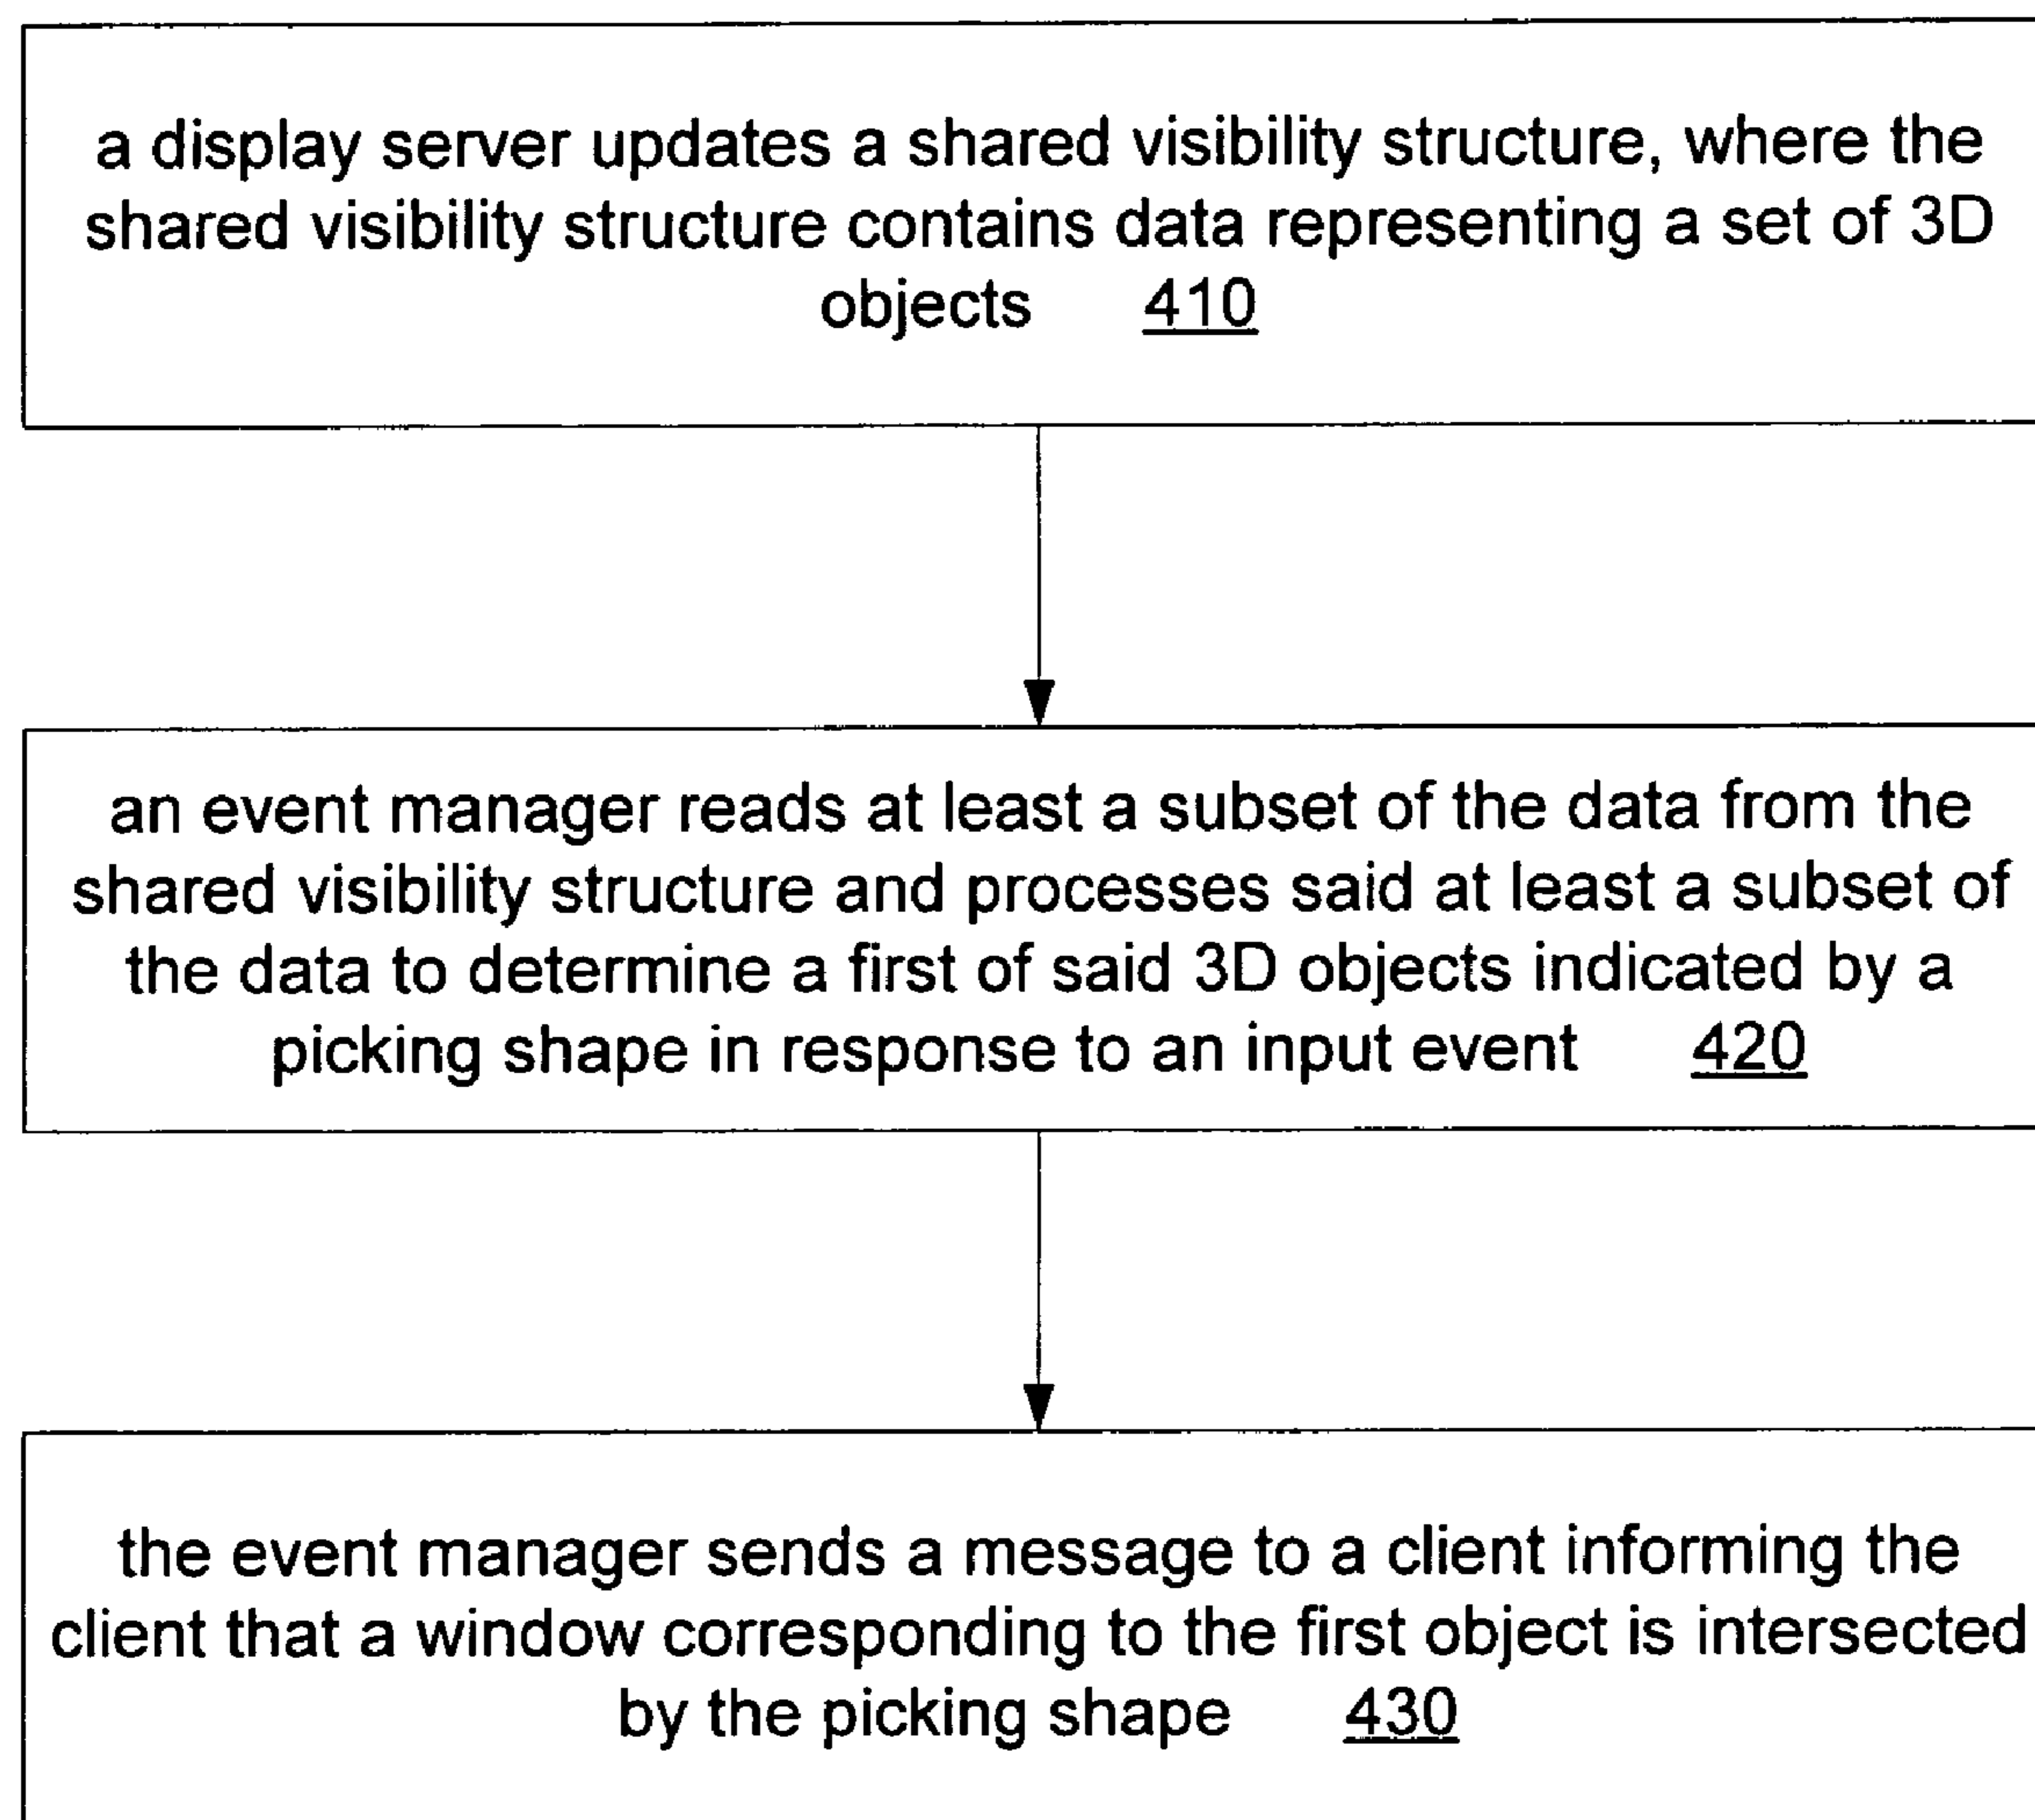 a display server updates a shared visibility structure, where the
shared visibility structure contains data representing a set of 3D
objects 410
an event manager reads at least a subset of the data from the
shared visibility structure and processes said at least a subset of
the data to determine a first of said 3D objects indicated by a
picking shape in response to an input event 420
the event manager sends a message to a client informing the
client that a window corresponding to the first object is intersected
by the picking shape 430